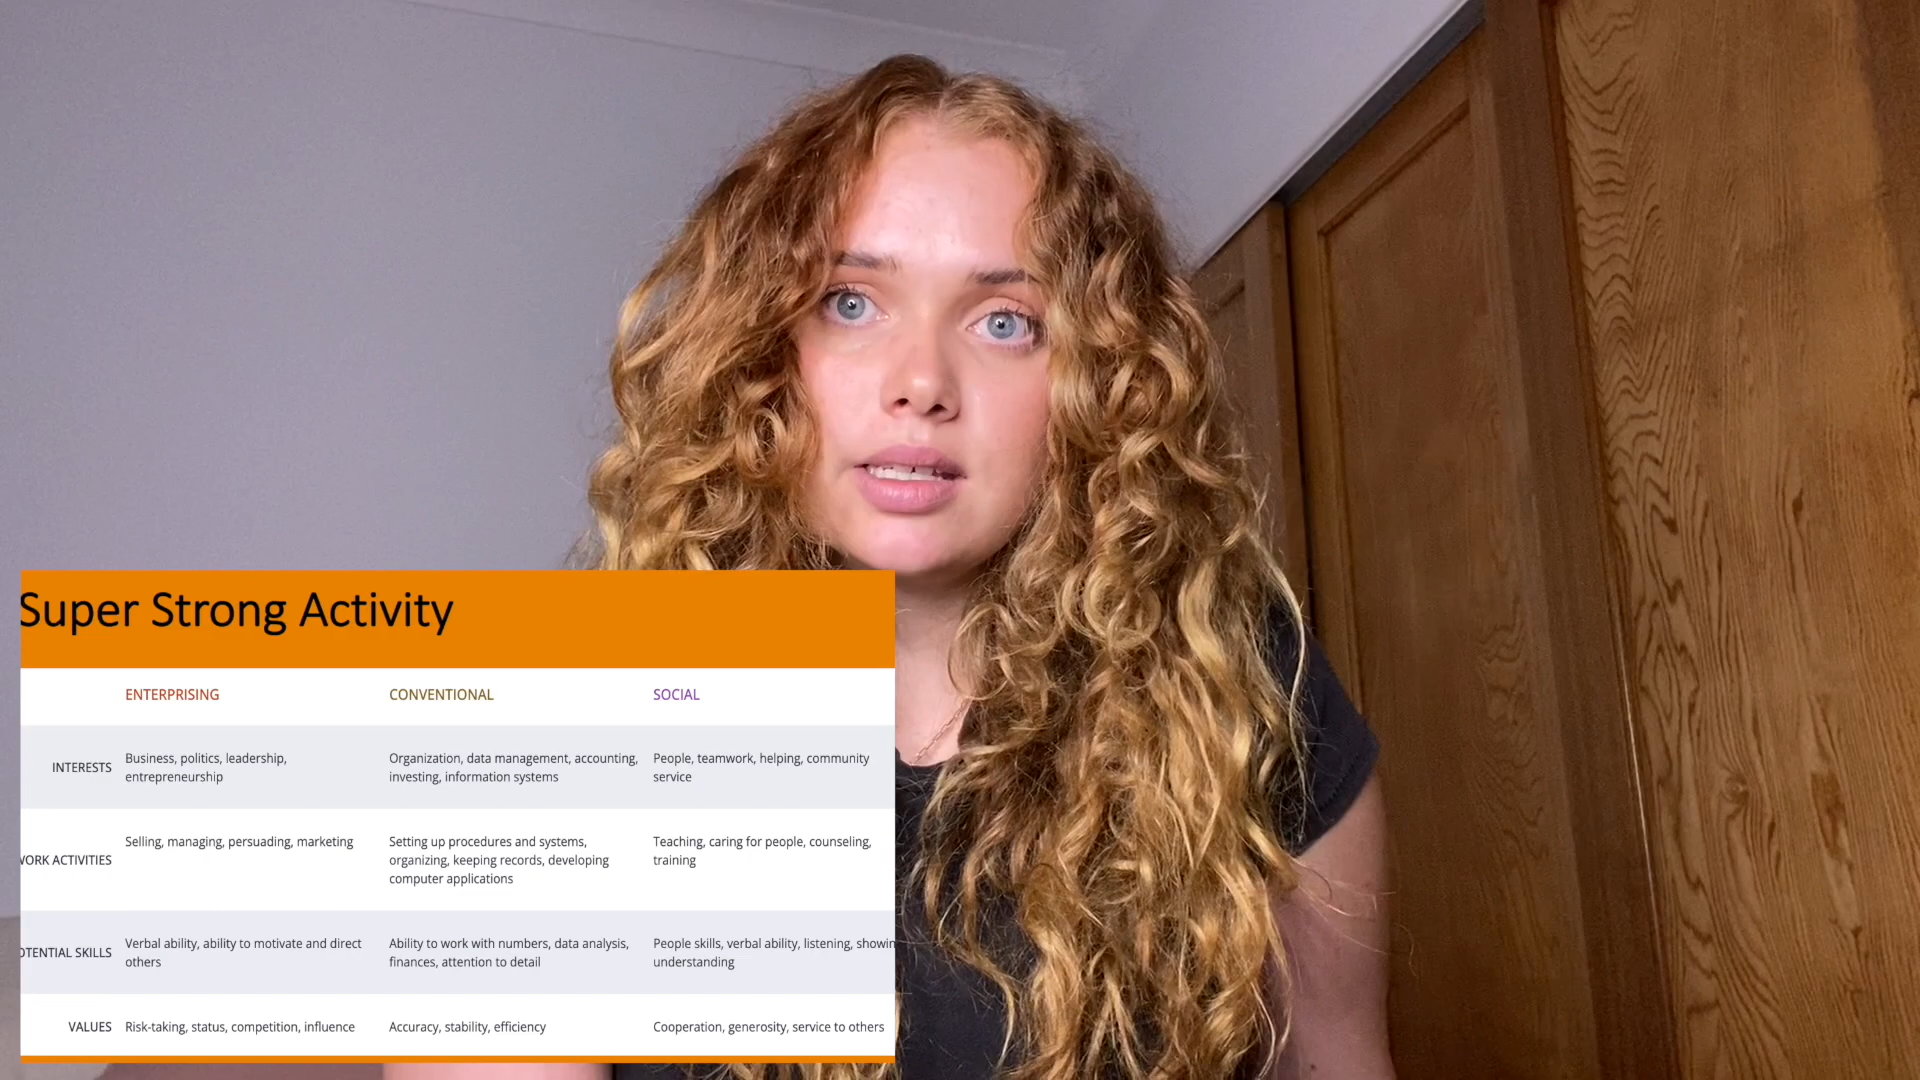 Super Strong Activity
ENTERPRISING CONVENTIONAL SOCIAL
INTERESTS
Business, politics, leadership,
entrepreneurship
Organization, data management, accounting,
investing, information systems
People, teamwork, helping, community
service
WORK ACTIVITIES
Selling, managing, persuading, marketing
Setting up procedures and systems,
organizing, keeping records, developing
computer applications
Teaching, caring for people, counseling,
training
OTENTIAL SKILLS
Verbal ability, ability to motivate and direct
others
Ability to work with numbers, data analysis,
finances, attention to detail
People skills, verbal ability, listening, showin
understanding
VALUES
Risk-taking, status, competition, influence
Accuracy, stability, efficiency
Cooperation, generosity, service to others